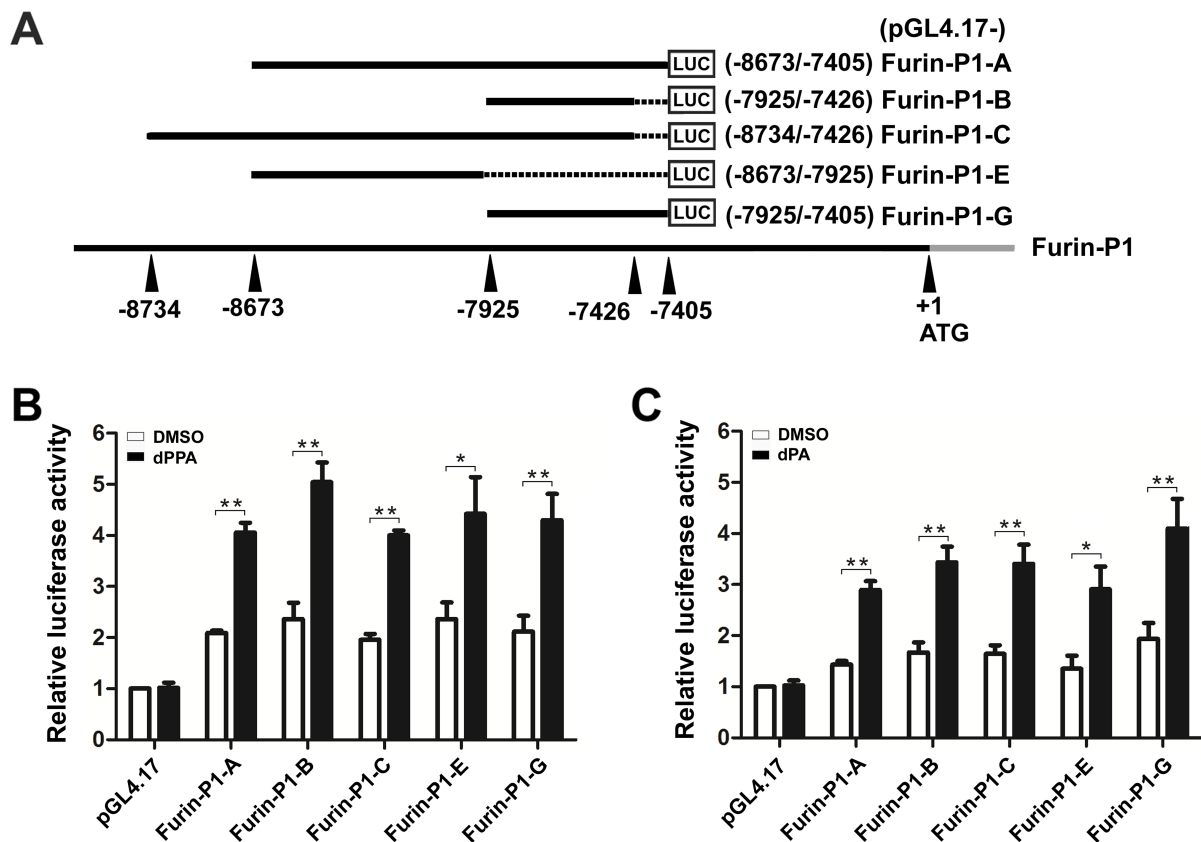 A
(pGL4.17-)
LUC (-8673/-7405) Furin-P1-A
LUC (-7925/-7426) Furin-P1-B
LUC (-8734/-7426) Furin-P1-C
LUC (-8673/-7925) Furin-P1-E
LUC (-7925/-7405) Furin-P1-G
Furin-P1
-8734 -8673 -7925 -7426 -7405 +1
ATG
B
Relative luciferase activity
6
5
4
3
2
1
0
DMSO
dPPA
** ** ** * **
pGL4.17 Furin-P1-A Furin-P1-B Furin-P1-C Furin-P1-E Furin-P1-G
C
Relative luciferase activity
6
5
4
3
2
1
0
DMSO
dPA
** ** ** * **
pGL4.17 Furin-P1-A Furin-P1-B Furin-P1-C Furin-P1-E Furin-P1-G